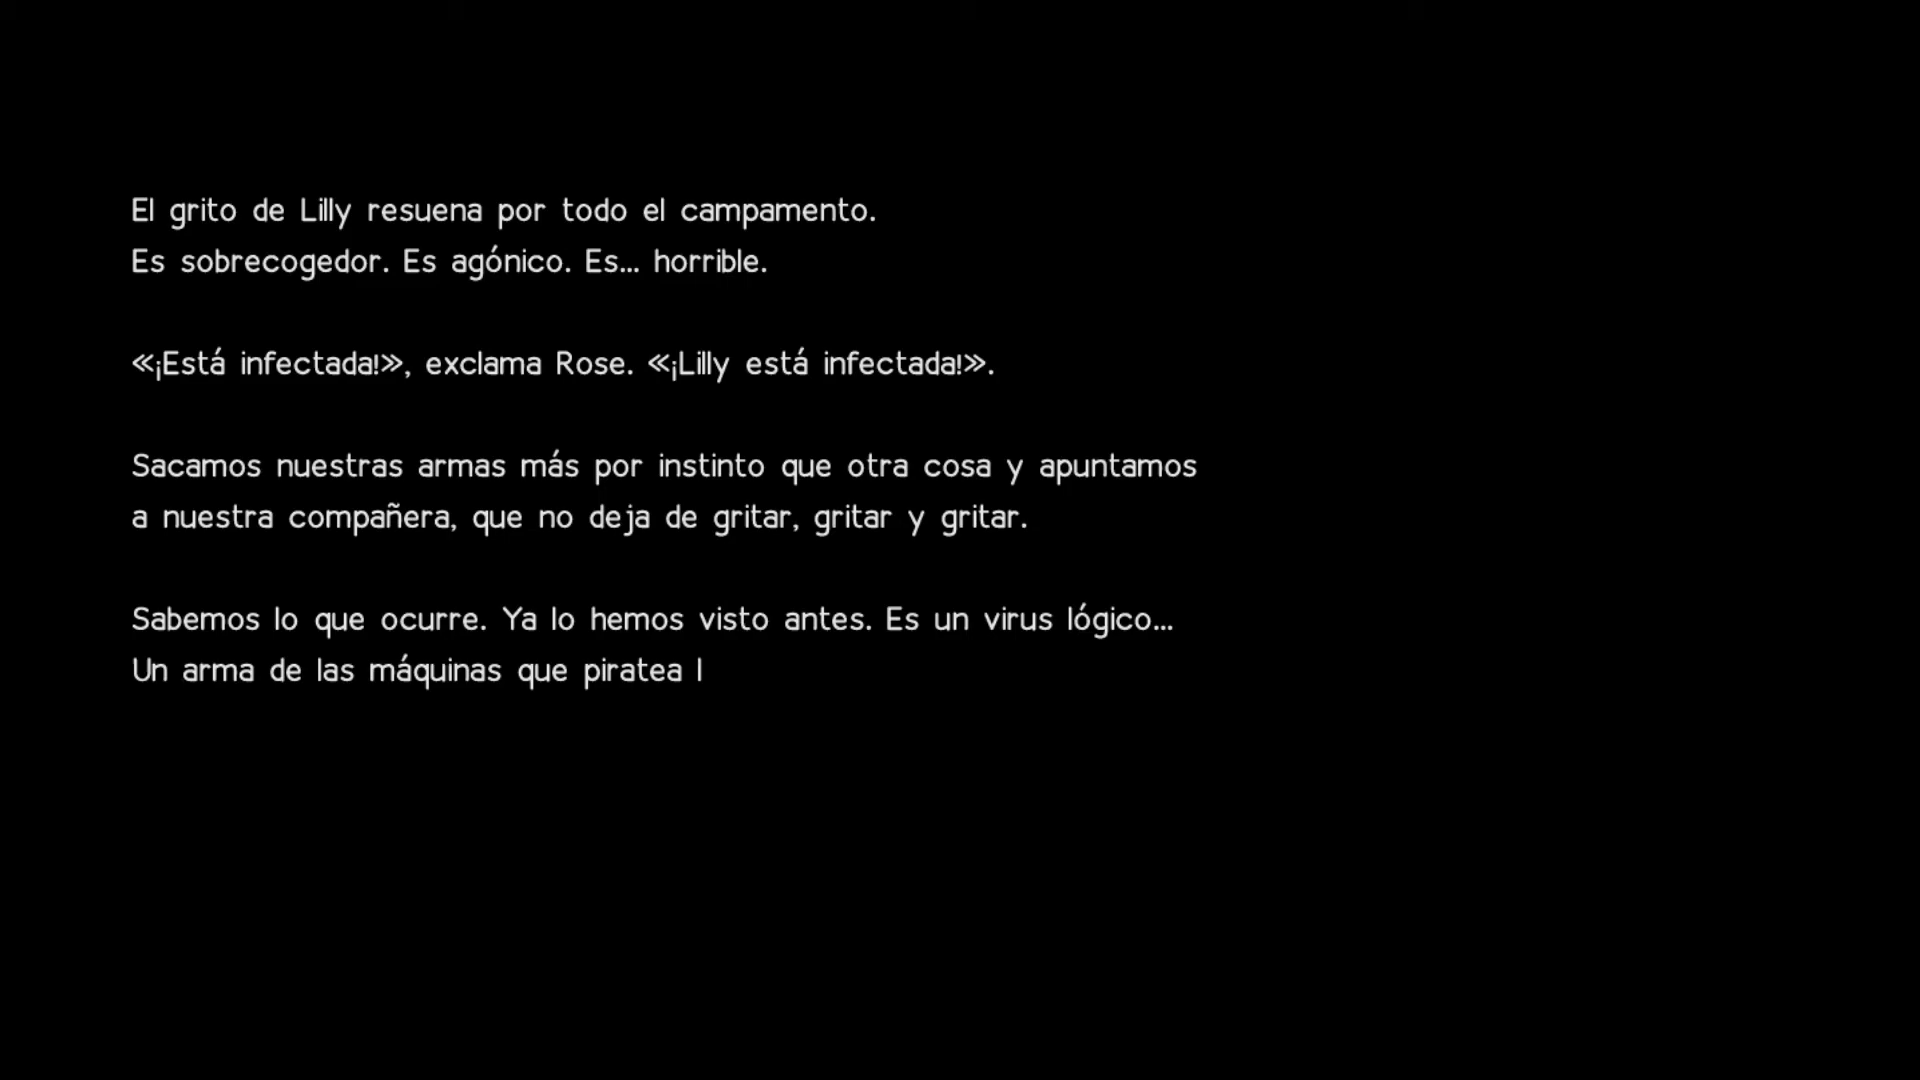 El grito de Lilly resuena por todo el campamento.
Es sobrecogedor. Es agónico. Es... horrible.
«¡Está infectada!», exclama Rose. «¡Lilly está infectada!».
Sacamos nuestras armas más por instinto que otra cosa y apuntamos
a nuestra compañera, que no deja de gritar, gritar y gritar.
Sabemos lo que ocurre. Ya lo hemos visto antes. Es un virus lógico...
Un arma de las máquinas que piratea l